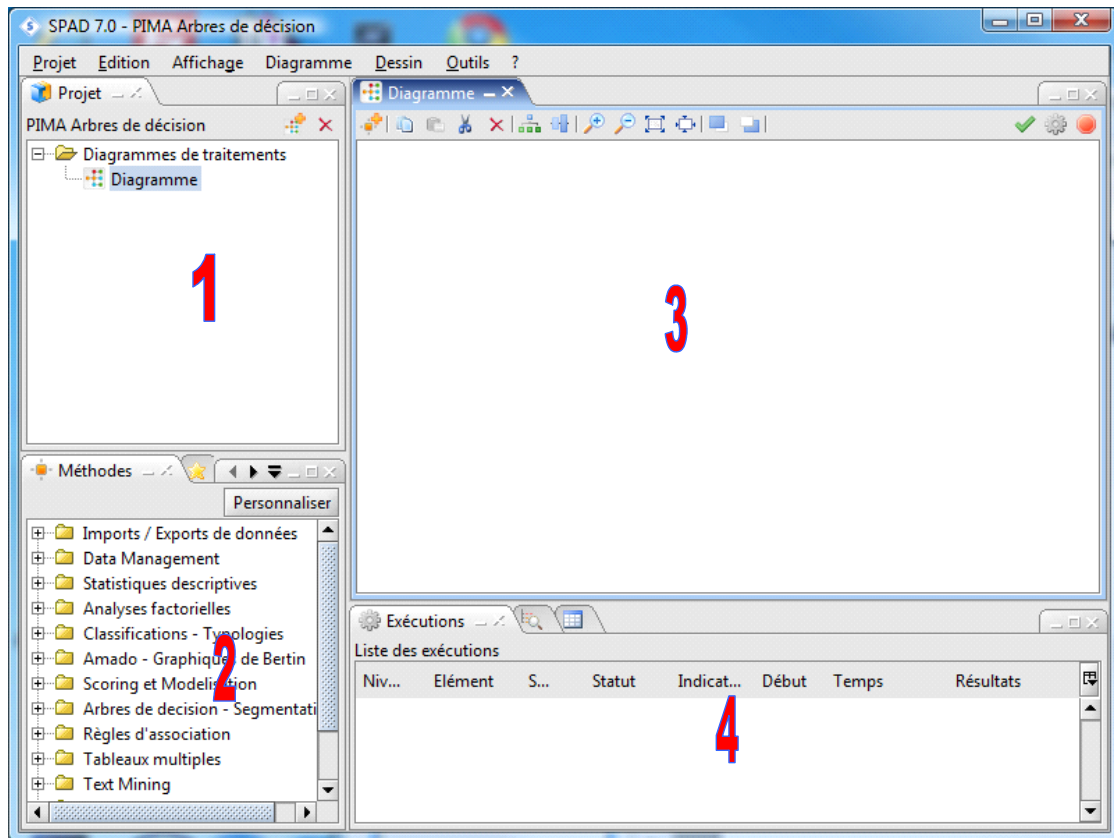 SPAD 7.0 - PIMA Arbres de décision
Projet Edition Affichage Diagramme Dessin Outils ?
Projet
PIMA Arbres de décision
Diagrammes de traitements
Diagramme
1
Diagramme
3
Méthodes
Personnaliser
Imports / Exports de données
Data Management
Statistiques descriptives
Analyses factorielles
Classifications - Typologies
Amado - Graphiques de Bertin
Scoring et Modelisation
Arbres de decision - Segmentati
Règles d'association
Tableaux multiples
Text Mining
2
Exécutions
Liste des exécutions
Niv... Elément S... Statut Indicat... Début Temps Résultats
4